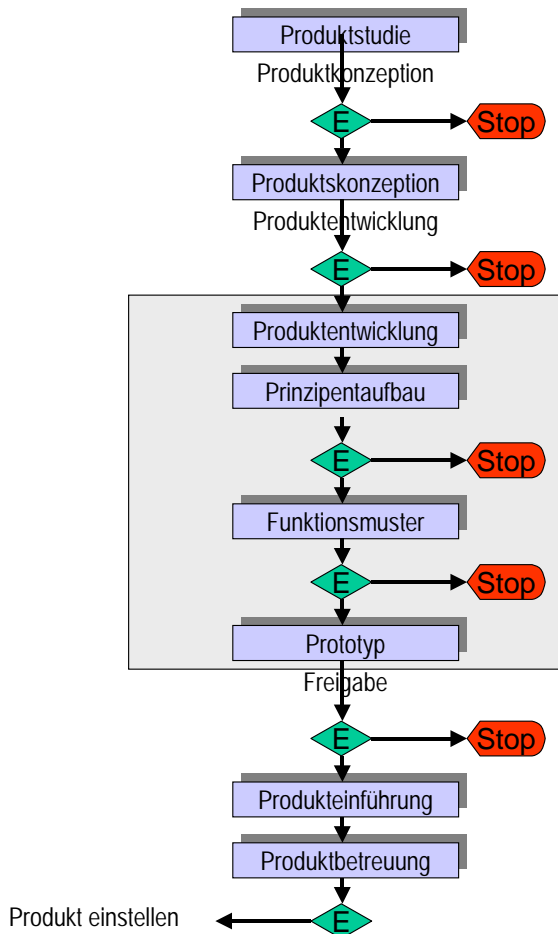 Produktstudie
Produktkonzeption
E Stop
Produktskonzeption
Produktentwicklung
E Stop
Produktentwicklung
Prinzipentaufbau
E Stop
Funktionsmuster
E Stop
Prototyp
Freigabe
E Stop
Produkteinführung
Produktbetreuung
Produkt einstellen E